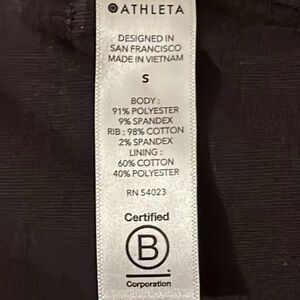 ATHLETA
DESIGNED IN
SAN FRANCISCO
MADE IN VIETNAM
S
BODY :
91% POLYESTER
9% SPANDEX
RIB : 98% COTTON
2% SPANDEX
LINING :
60% COTTON
40% POLYESTER
RN 54023
Certified
B
Corporation